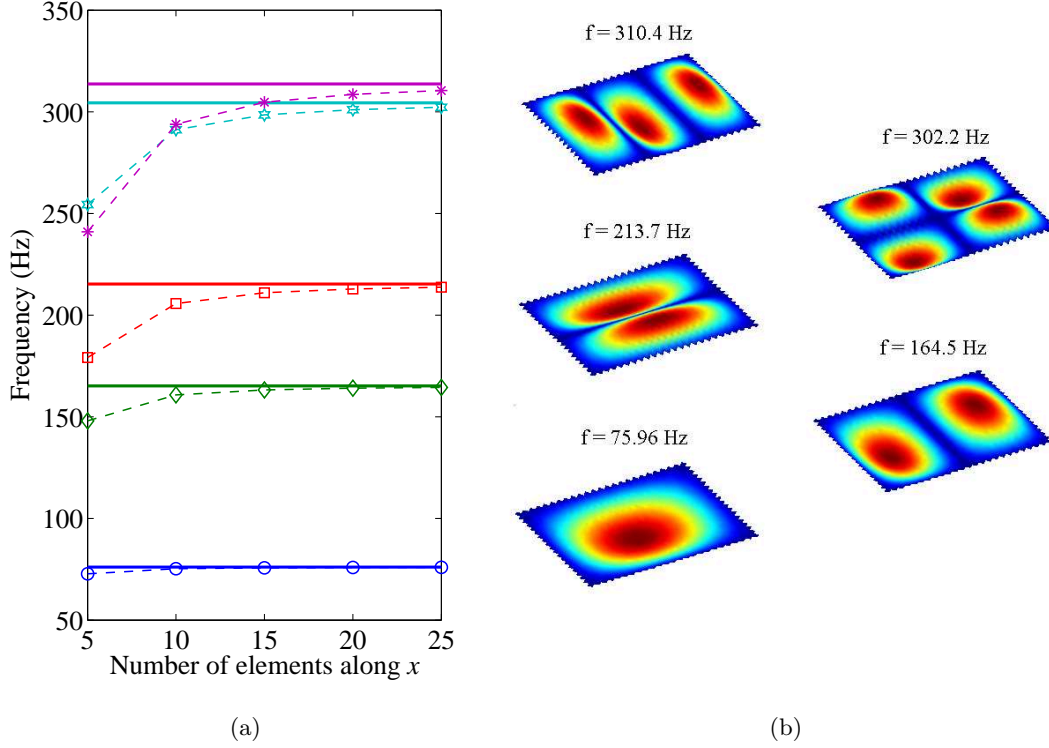 350
300
250
200
150
100
50
Frequency (Hz)
5 10 15 20 25
Number of elements along x
(a)
f = 310.4 Hz
f = 302.2 Hz
f = 213.7 Hz
f = 164.5 Hz
f = 75.96 Hz
(b)